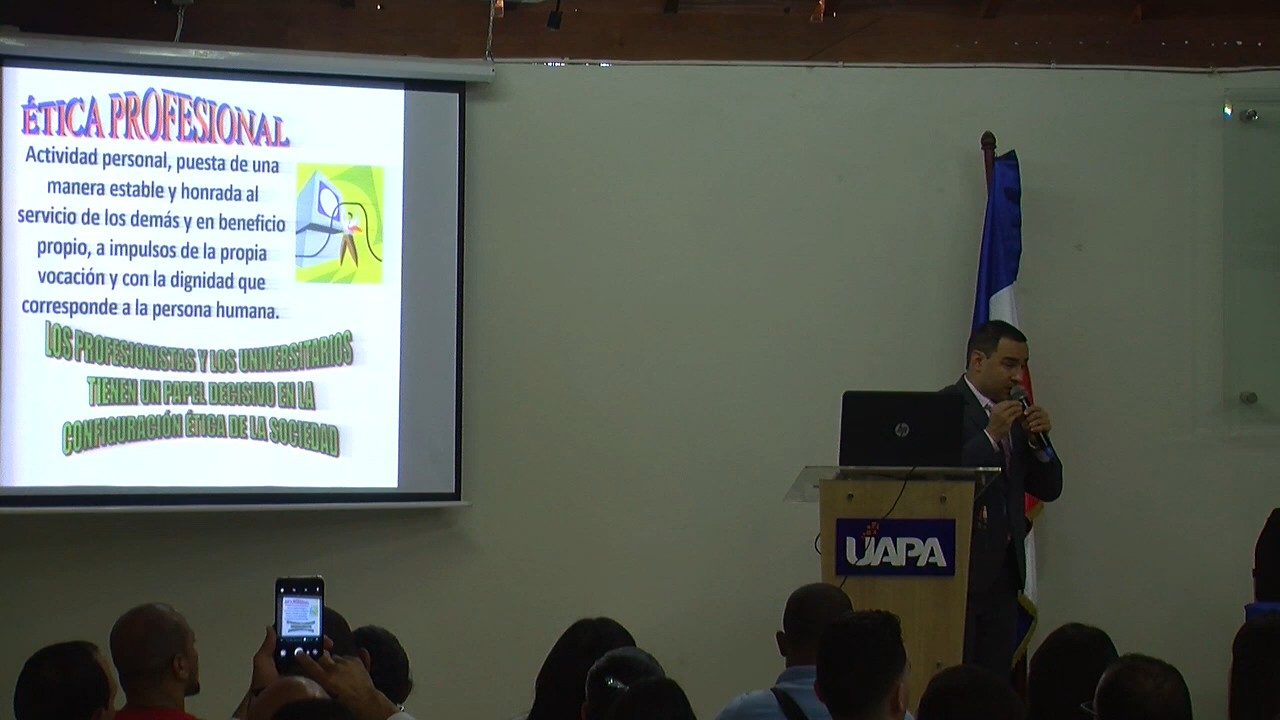 ÉTICA PROFESIONAL
Actividad personal, puesta de una
manera estable y honrada al
servicio de los demás y en beneficio
propio, a impulsos de la propia
vocación y con la dignidad que
corresponde a la persona humana.
LOS PROFESIONISTAS Y LOS UNIVERSITARIOS
TIENEN UN PAPEL DECISIVO EN LA
CONFIGURACIÓN ÉTICA DE LA SOCIEDAD
hp
UAPA